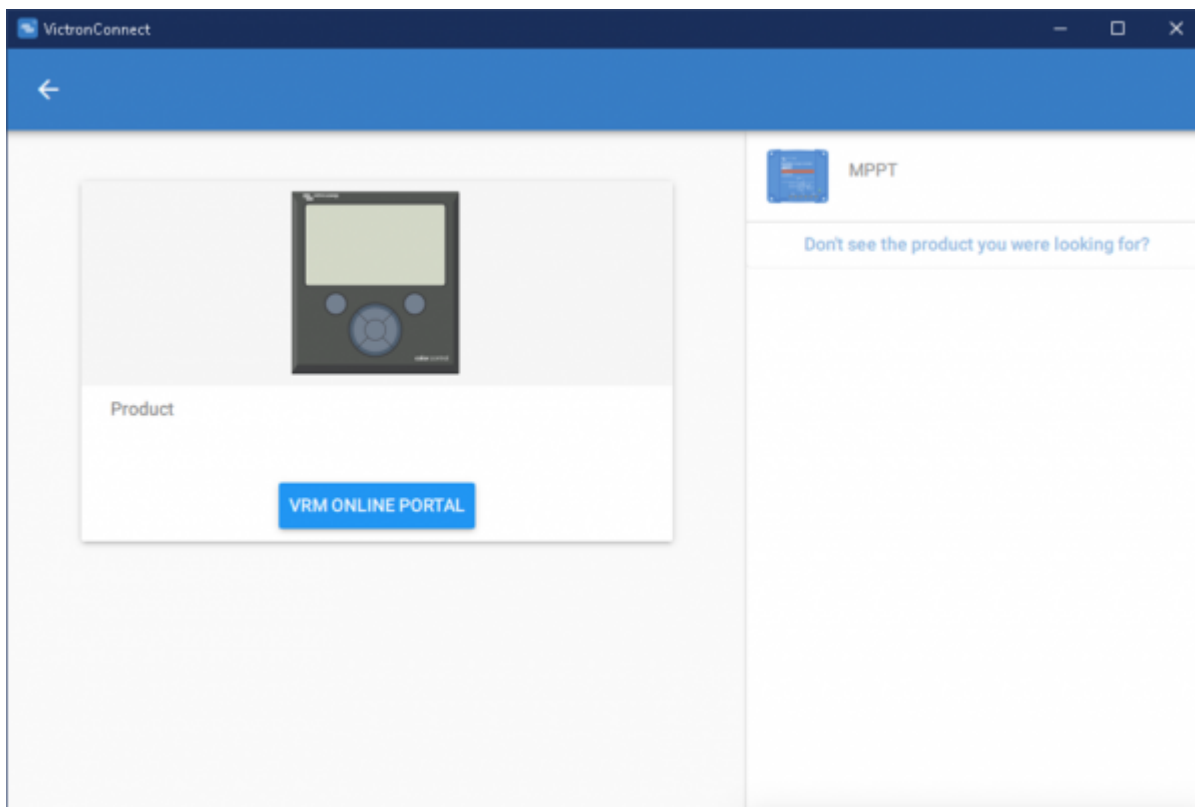 VictronConnect
MPPT
Don't see the product you were looking for?
Product
VRM ONLINE PORTAL